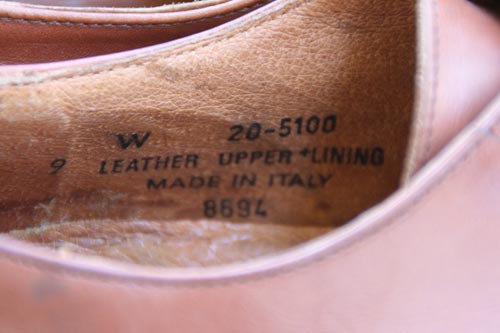 W 20-5100
9 LEATHER UPPER + LINING
MADE IN ITALY
8694